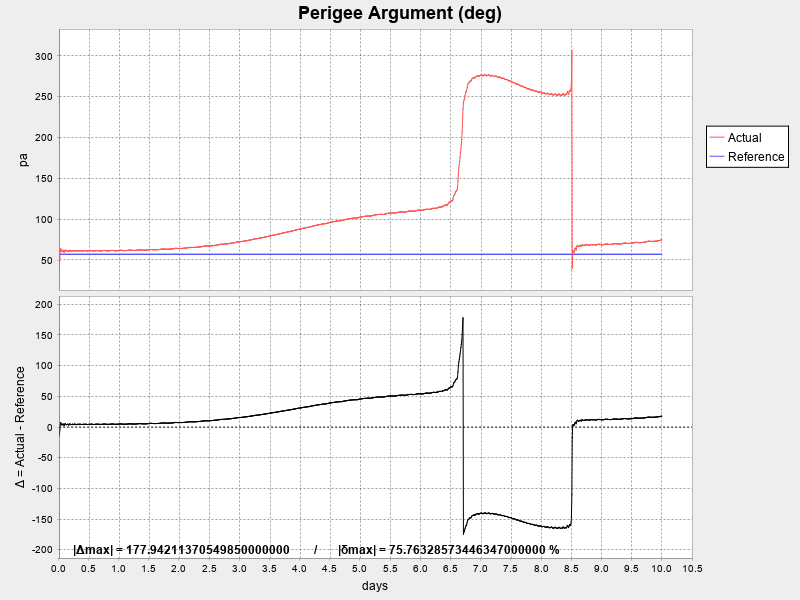 Perigee Argument (deg)
300
250
200
150
100
50
pa
Actual
Reference
200
150
100
50
0
-50
-100
-150
-200
Δ = Actual - Reference
|Δmax| = 177.94211370549850000000 / |δmax| = 75.76328573446347000000 %
0.0 0.5 1.0 1.5 2.0 2.5 3.0 3.5 4.0 4.5 5.0 5.5 6.0 6.5 7.0 7.5 8.0 8.5 9.0 9.5 10.0 10.5
days